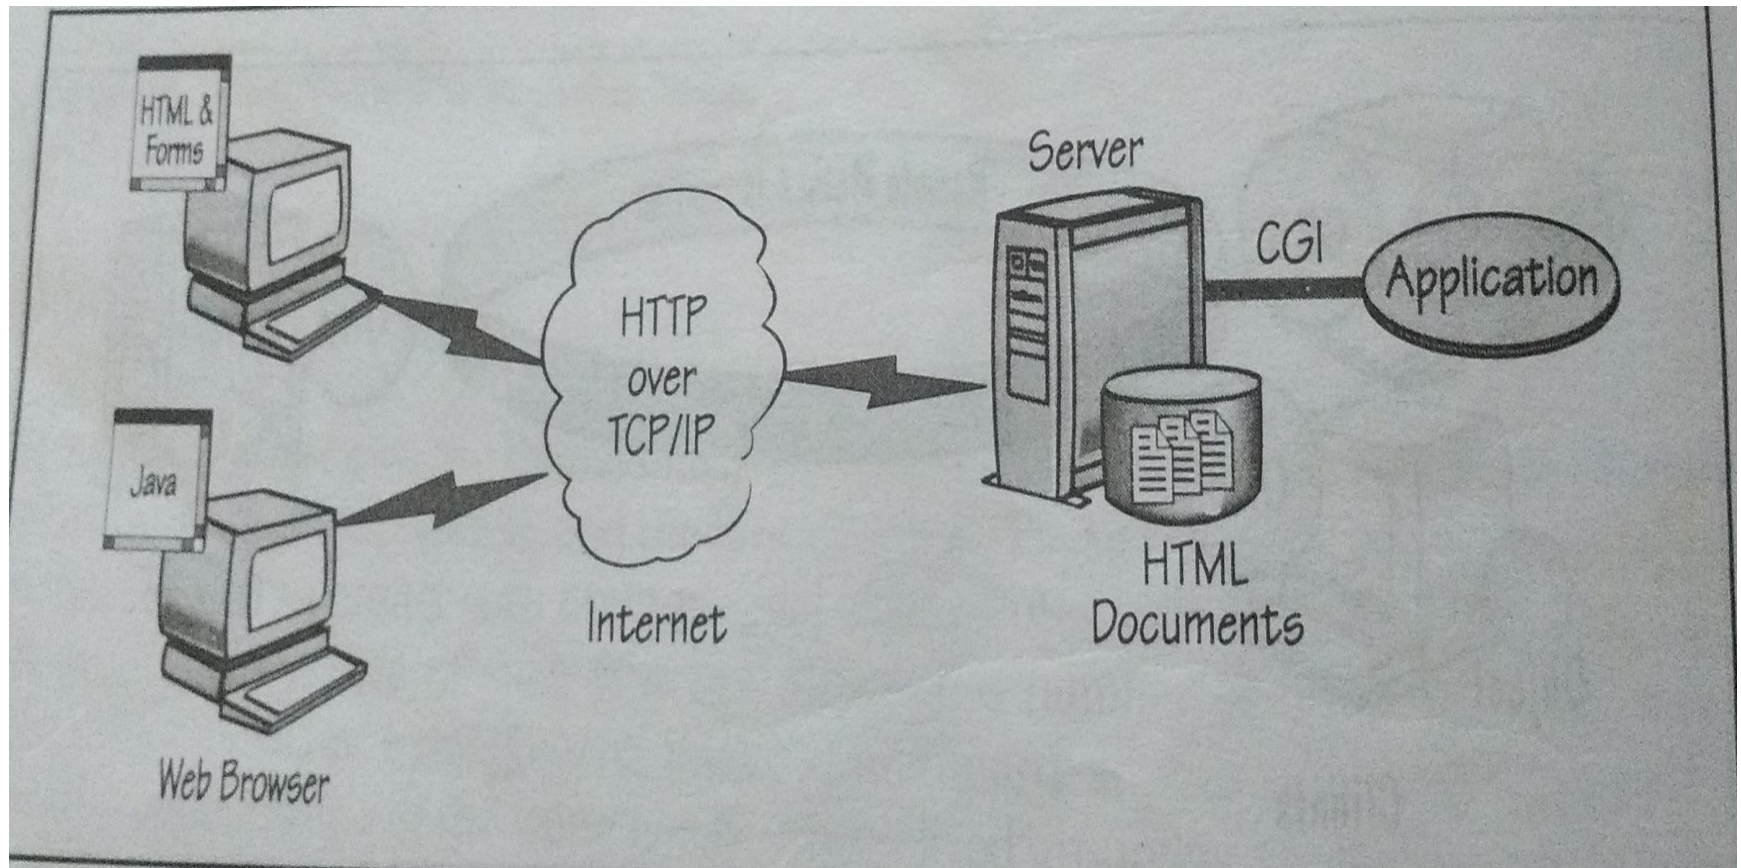 HTML &
Forms
Java
Web Browser
HTTP
over
TCP/IP
Internet
Server
CGI
Application
HTML
Documents